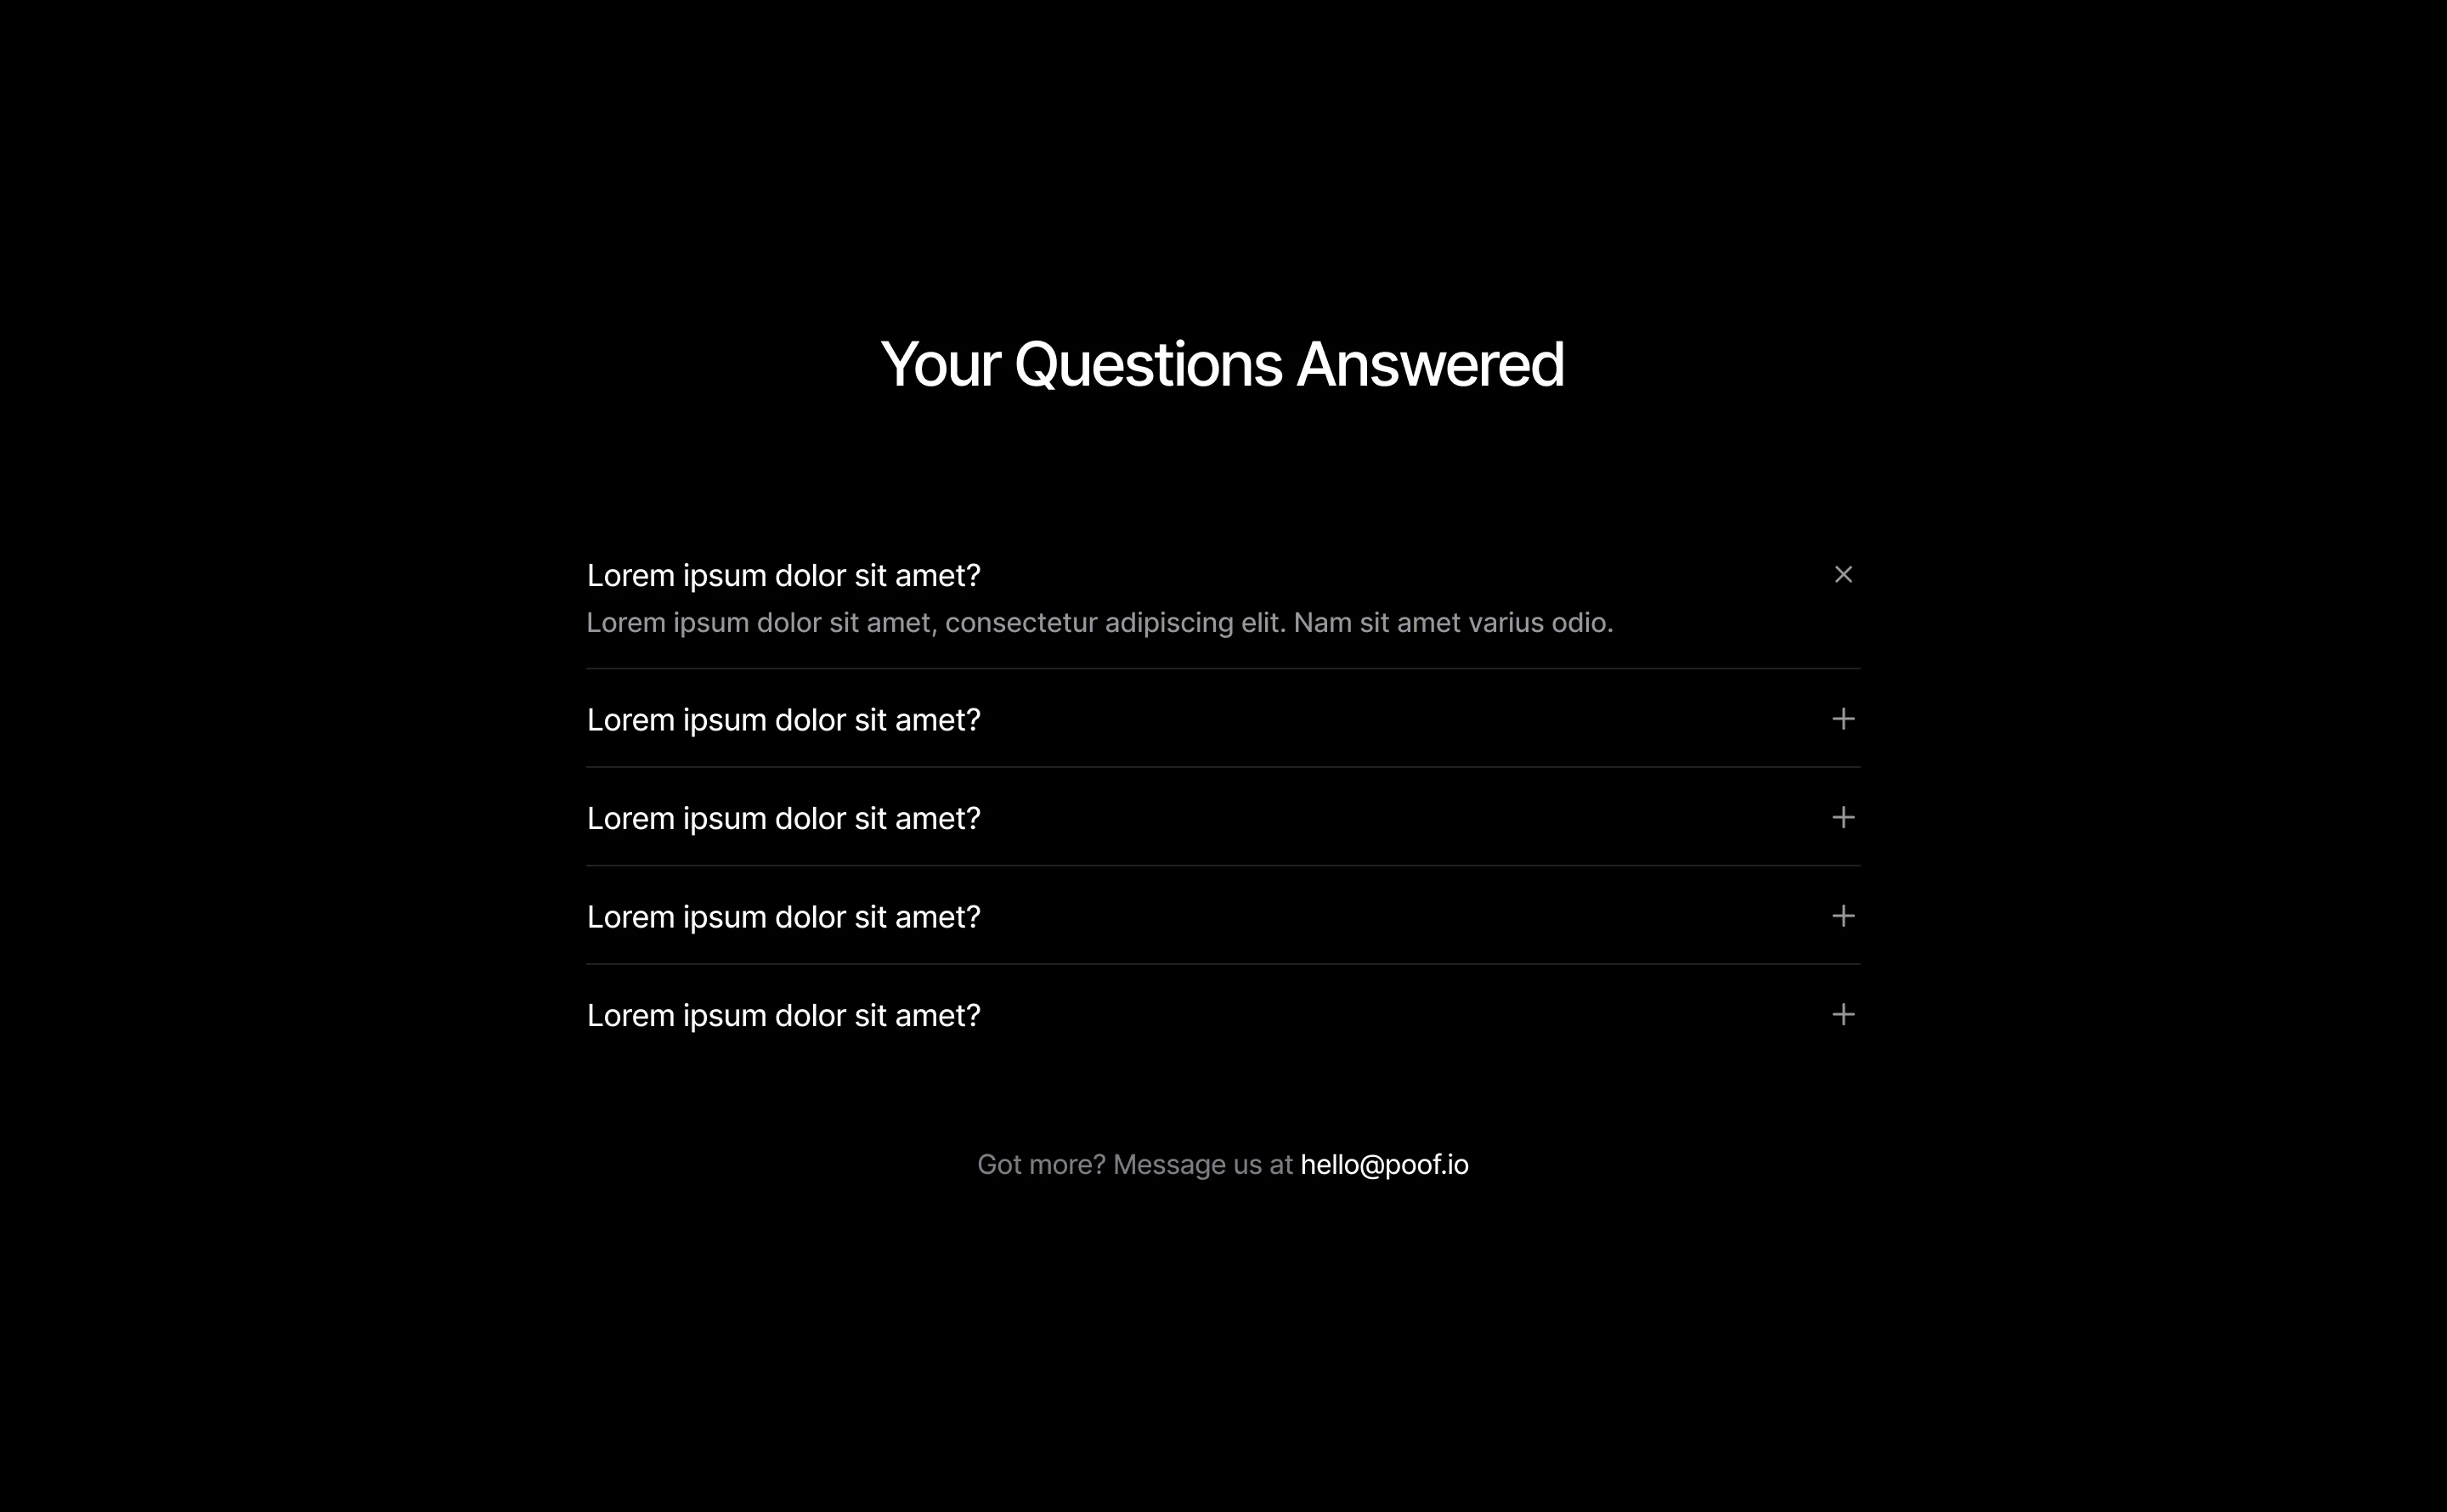 Your Questions Answered
Lorem ipsum dolor sit amet?
Lorem ipsum dolor sit amet, consectetur adipiscing elit. Nam sit amet varius odio.
Lorem ipsum dolor sit amet?
Lorem ipsum dolor sit amet?
Lorem ipsum dolor sit amet?
Lorem ipsum dolor sit amet?
Got more? Message us at hello@poof.io